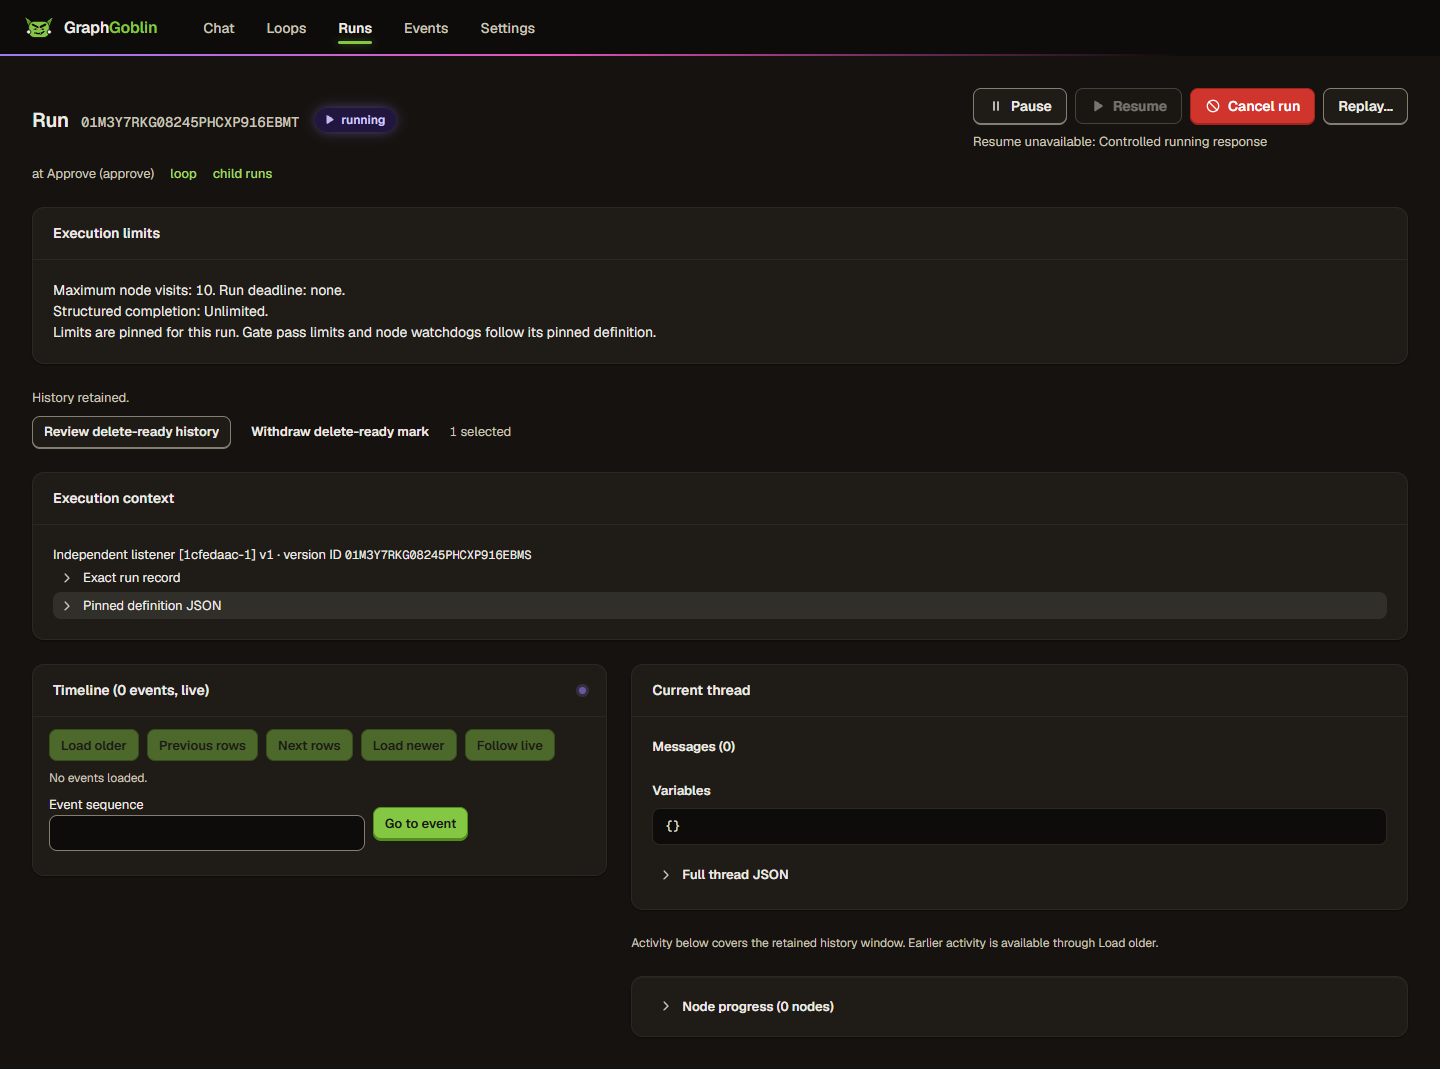 GraphGoblin
Chat
Loops
Runs
Events
Settings
Run 01M3Y7RKG08245PHCXP916EBMT
running
Pause
Resume
Cancel run
Replay...
Resume unavailable: Controlled running response
at Approve (approve)
loop
child runs
Execution limits
Maximum node visits: 10. Run deadline: none.
Structured completion: Unlimited.
Limits are pinned for this run. Gate pass limits and node watchdogs follow its pinned definition.
History retained.
Review delete-ready history
Withdraw delete-ready mark
1 selected
Execution context
Independent listener [1cfedaac-1] v1 · version ID 01M3Y7RKG08245PHCXP916EBMS
Exact run record
Pinned definition JSON
Timeline (0 events, live)
Load older
Previous rows
Next rows
Load newer
Follow live
No events loaded.
Event sequence
Go to event
Current thread
Messages (0)
Variables
{}
Full thread JSON
Activity below covers the retained history window. Earlier activity is available through Load older.
Node progress (0 nodes)